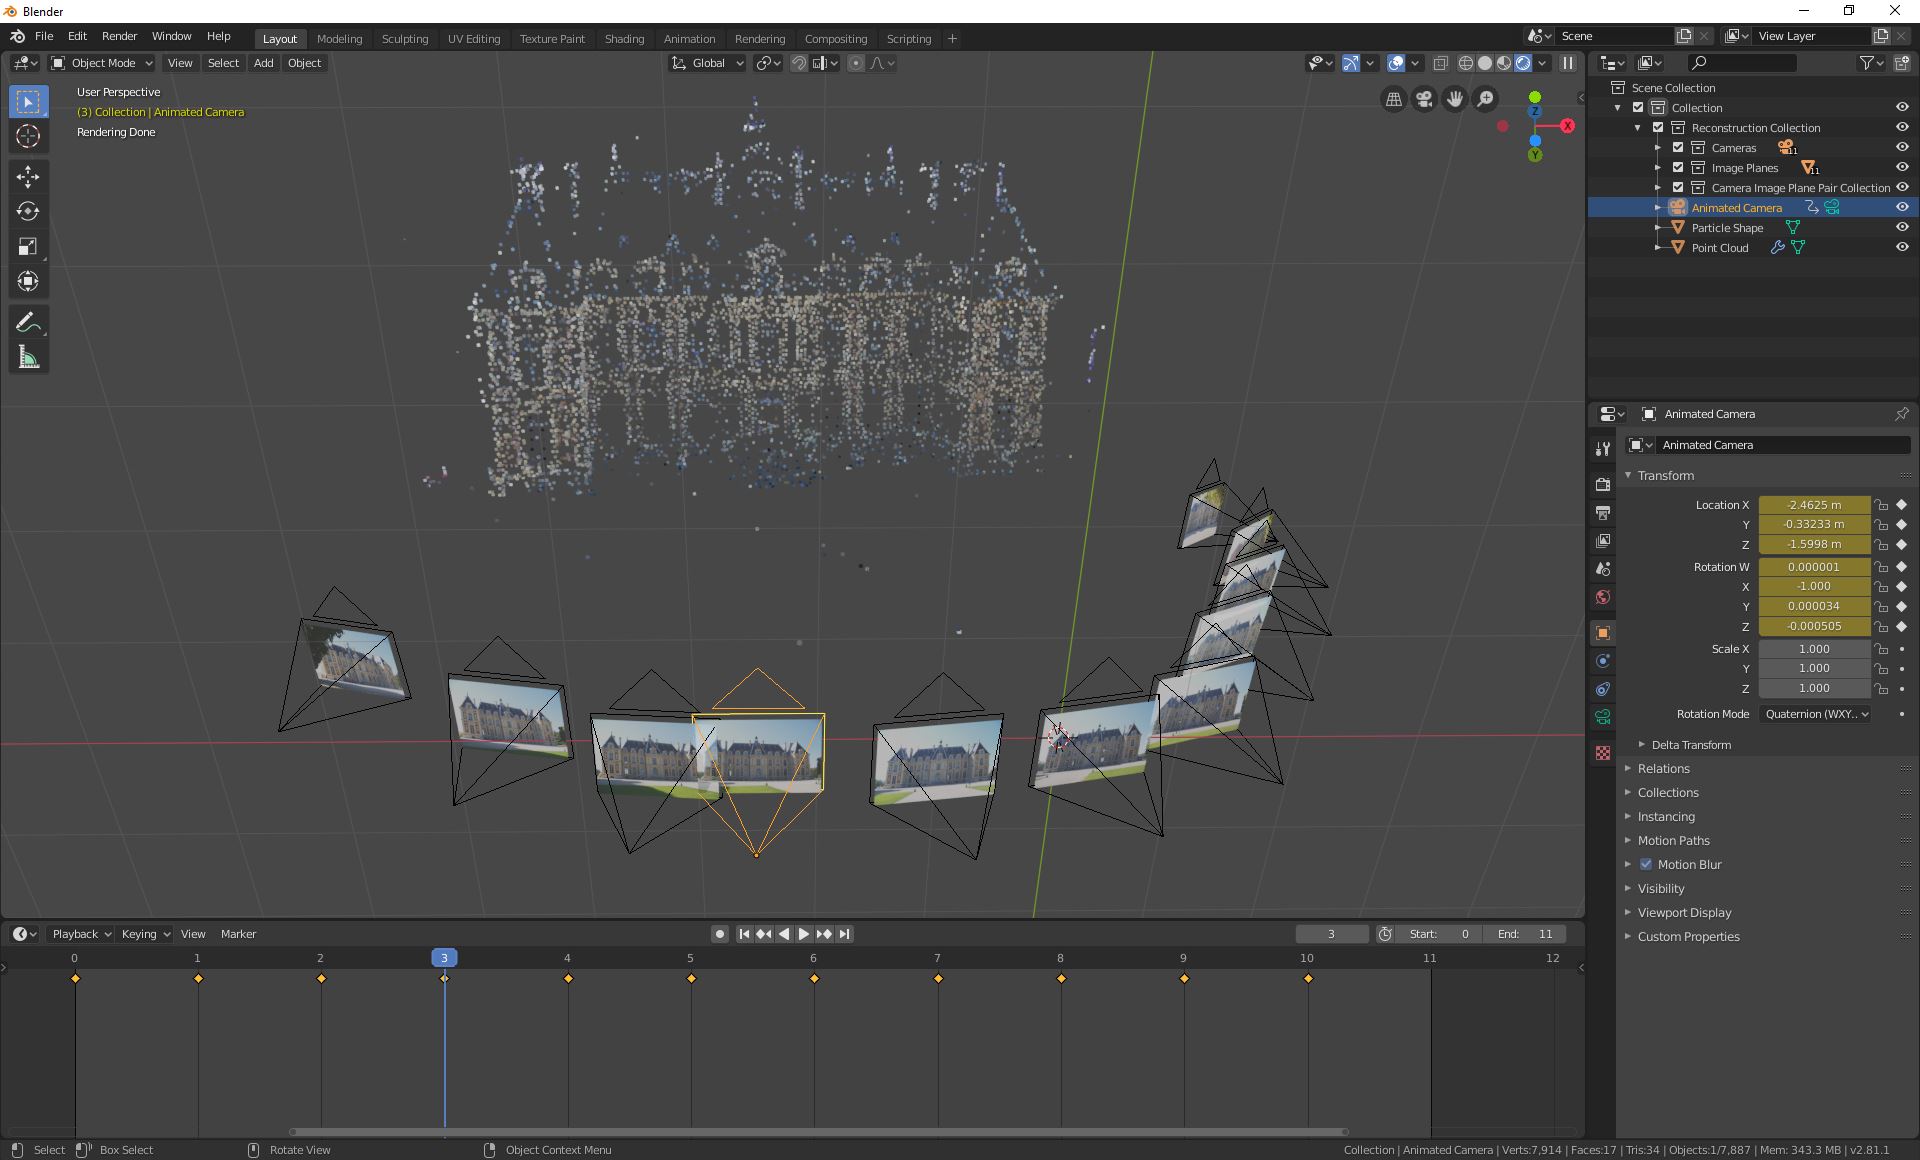 Blender
File Edit Render Window Help Layout Modeling Sculpting UV Editing Texture Paint Shading Animation Rendering Compositing Scripting + Scene View Layer
Object Mode View Select Add Object Global
User Perspective
(3) Collection | Animated Camera
Rendering Done
Z
X
Y
Scene Collection
Collection
Reconstruction Collection
Cameras 11
Image Planes 11
Camera Image Plane Pair Collection
Animated Camera
Particle Shape
Point Cloud
Animated Camera
Animated Camera
Transform
Location X -2.4625 m
Y -0.33233 m
Z -1.5998 m
Rotation W 0.000001
X -1.000
Y 0.000034
Z -0.000505
Scale X 1.000
Y 1.000
Z 1.000
Rotation Mode Quaternion (WXY..
Delta Transform
Relations
Collections
Instancing
Motion Paths
Motion Blur
Visibility
Viewport Display
Custom Properties
Playback Keying View Marker 3 Start: 0 End: 11
0 1 2 3 4 5 6 7 8 9 10 11 12
Select Box Select Rotate View Object Context Menu Collection | Animated Camera | Verts:7,914 | Faces:17 | Tris:34 | Objects:1/7,887 | Mem: 343.3 MB | v2.81.1